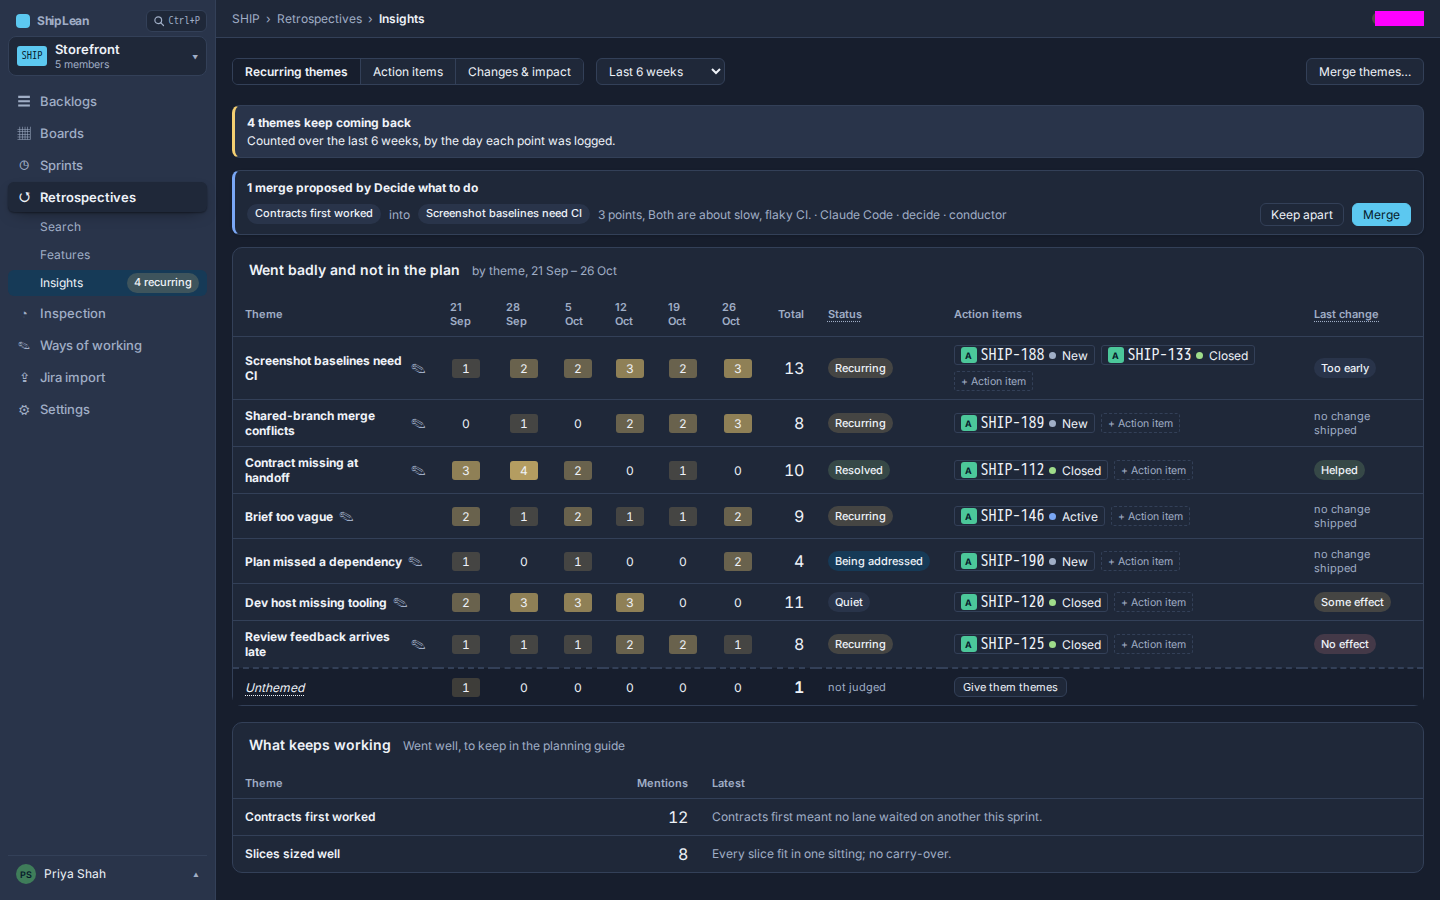 ShipLean
Ctrl+P
SHIP
Storefront
5 members
Backlogs
Boards
Sprints
Retrospectives
Search
Features
Insights
4 recurring
Inspection
Ways of working
Jira import
Settings
PS Priya Shah
SHIP › Retrospectives › Insights
Recurring themes Action items Changes & impact Last 6 weeks Merge themes...
4 themes keep coming back
Counted over the last 6 weeks, by the day each point was logged.
1 merge proposed by Decide what to do
Contracts first worked into Screenshot baselines need CI 3 points, Both are about slow, flaky CI. · Claude Code · decide · conductor Keep apart Merge
Went badly and not in the plan by theme, 21 Sep – 26 Oct
Theme 21 Sep 28 Sep 5 Oct 12 Oct 19 Oct 26 Oct Total Status Action items Last change
Screenshot baselines need CI 1 2 2 3 2 3 13 Recurring A SHIP-188 New A SHIP-133 Closed + Action item Too early
Shared-branch merge conflicts 0 1 0 2 2 3 8 Recurring A SHIP-189 New + Action item no change shipped
Contract missing at handoff 3 4 2 0 1 0 10 Resolved A SHIP-112 Closed + Action item Helped
Brief too vague 2 1 2 1 1 2 9 Recurring A SHIP-146 Active + Action item no change shipped
Plan missed a dependency 1 0 1 0 0 2 4 Being addressed A SHIP-190 New + Action item no change shipped
Dev host missing tooling 2 3 3 3 0 0 11 Quiet A SHIP-120 Closed + Action item Some effect
Review feedback arrives late 1 1 1 2 2 1 8 Recurring A SHIP-125 Closed + Action item No effect
Unthemed 1 0 0 0 0 0 1 not judged Give them themes
What keeps working Went well, to keep in the planning guide
Theme Mentions Latest
Contracts first worked 12 Contracts first meant no lane waited on another this sprint.
Slices sized well 8 Every slice fit in one sitting; no carry-over.